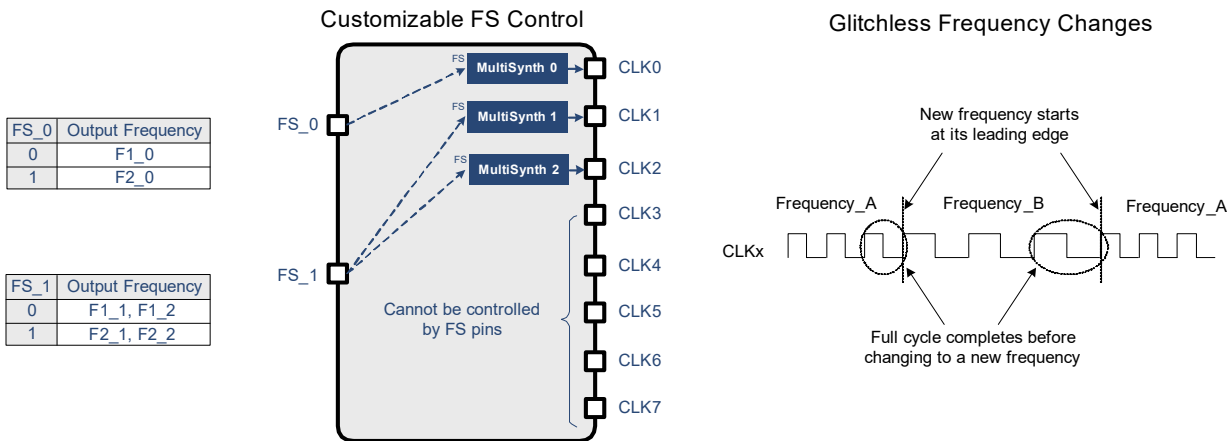 Customizable FS Control
Glitchless Frequency Changes
FS_0 Output Frequency
0 F1_0
1 F2_0
FS_1 Output Frequency
0 F1_1, F1_2
1 F2_1, F2_2
FS_0
FS_1
FS
MultiSynth 0
CLK0
FS
MultiSynth 1
CLK1
FS
MultiSynth 2
CLK2
CLK3
CLK4
CLK5
CLK6
CLK7
Cannot be controlled
by FS pins
New frequency starts
at its leading edge
Frequency_A Frequency_B Frequency_A
CLKx
Full cycle completes before
changing to a new frequency